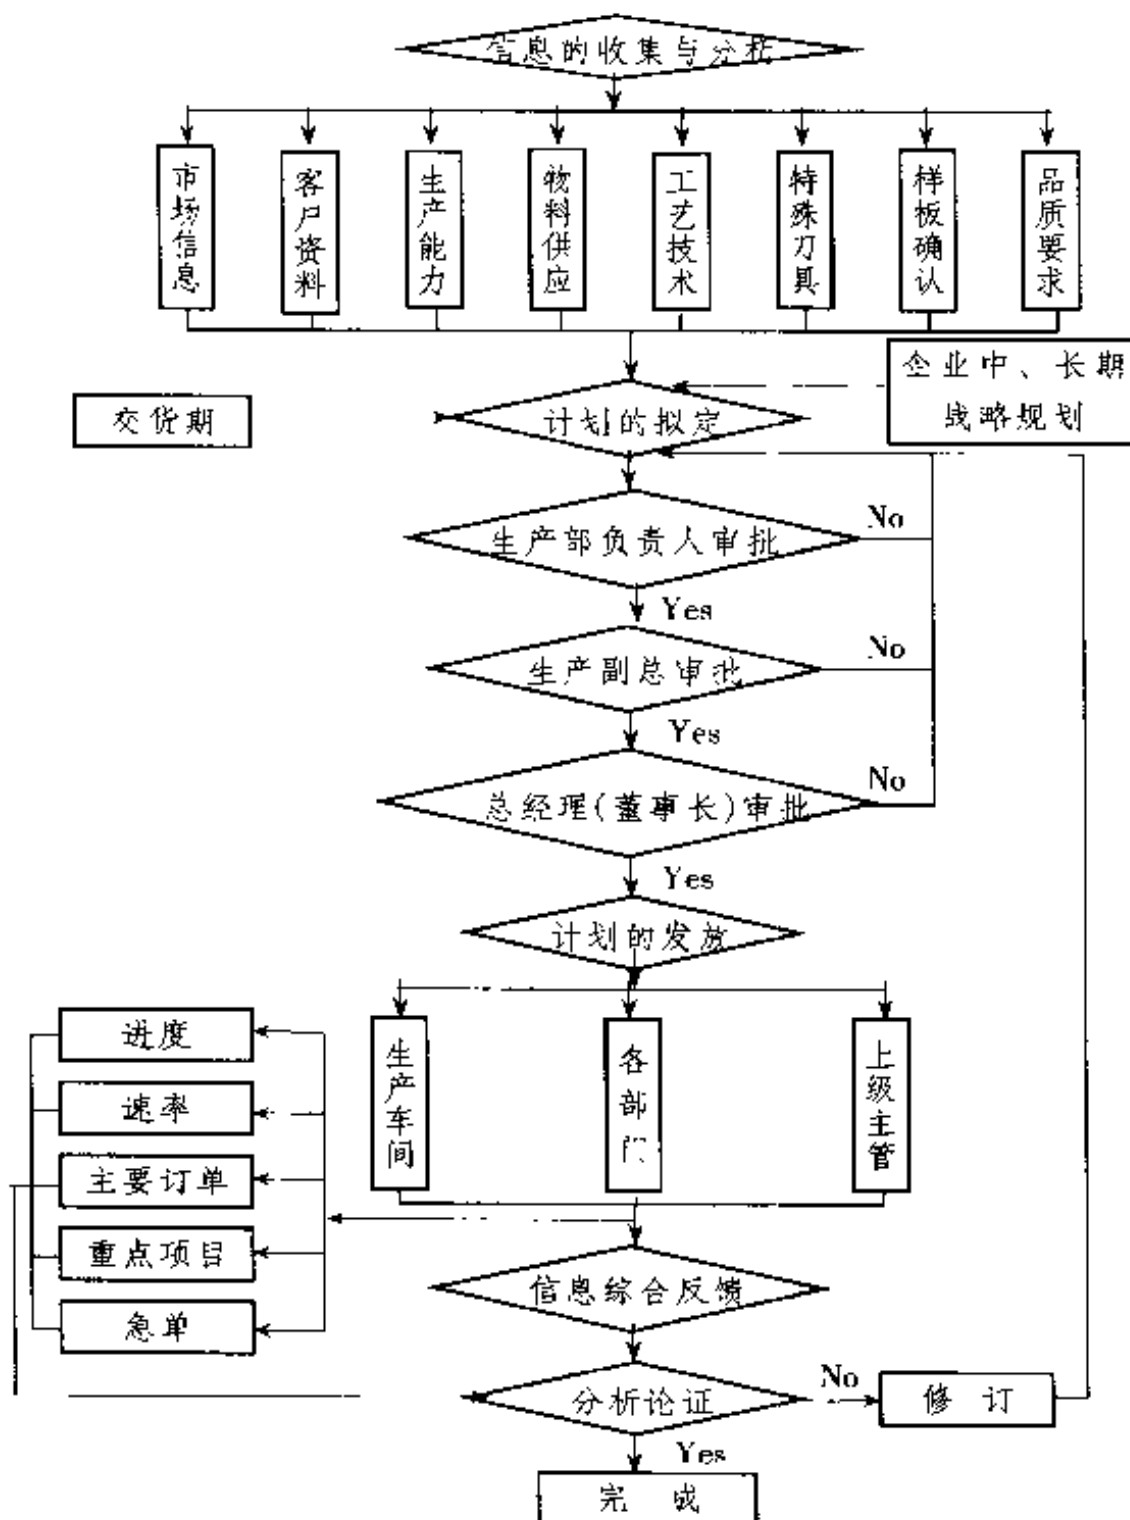 信息的收集与分析
市场信息
客户资料
生产能力
物料供应
工艺技术
特殊刀具
样板确认
品质要求
企业中、长期
战略规划
交货期
计划的拟定
No
生产部负责人审批
Yes
No
生产副总审批
Yes
No
总经理(董事长)审批
Yes
计划的发放
进度
速率
主要订单
重点项目
急单
生产车间
各部门
上级主管
信息综合反馈
分析论证
No
修订
Yes
完成